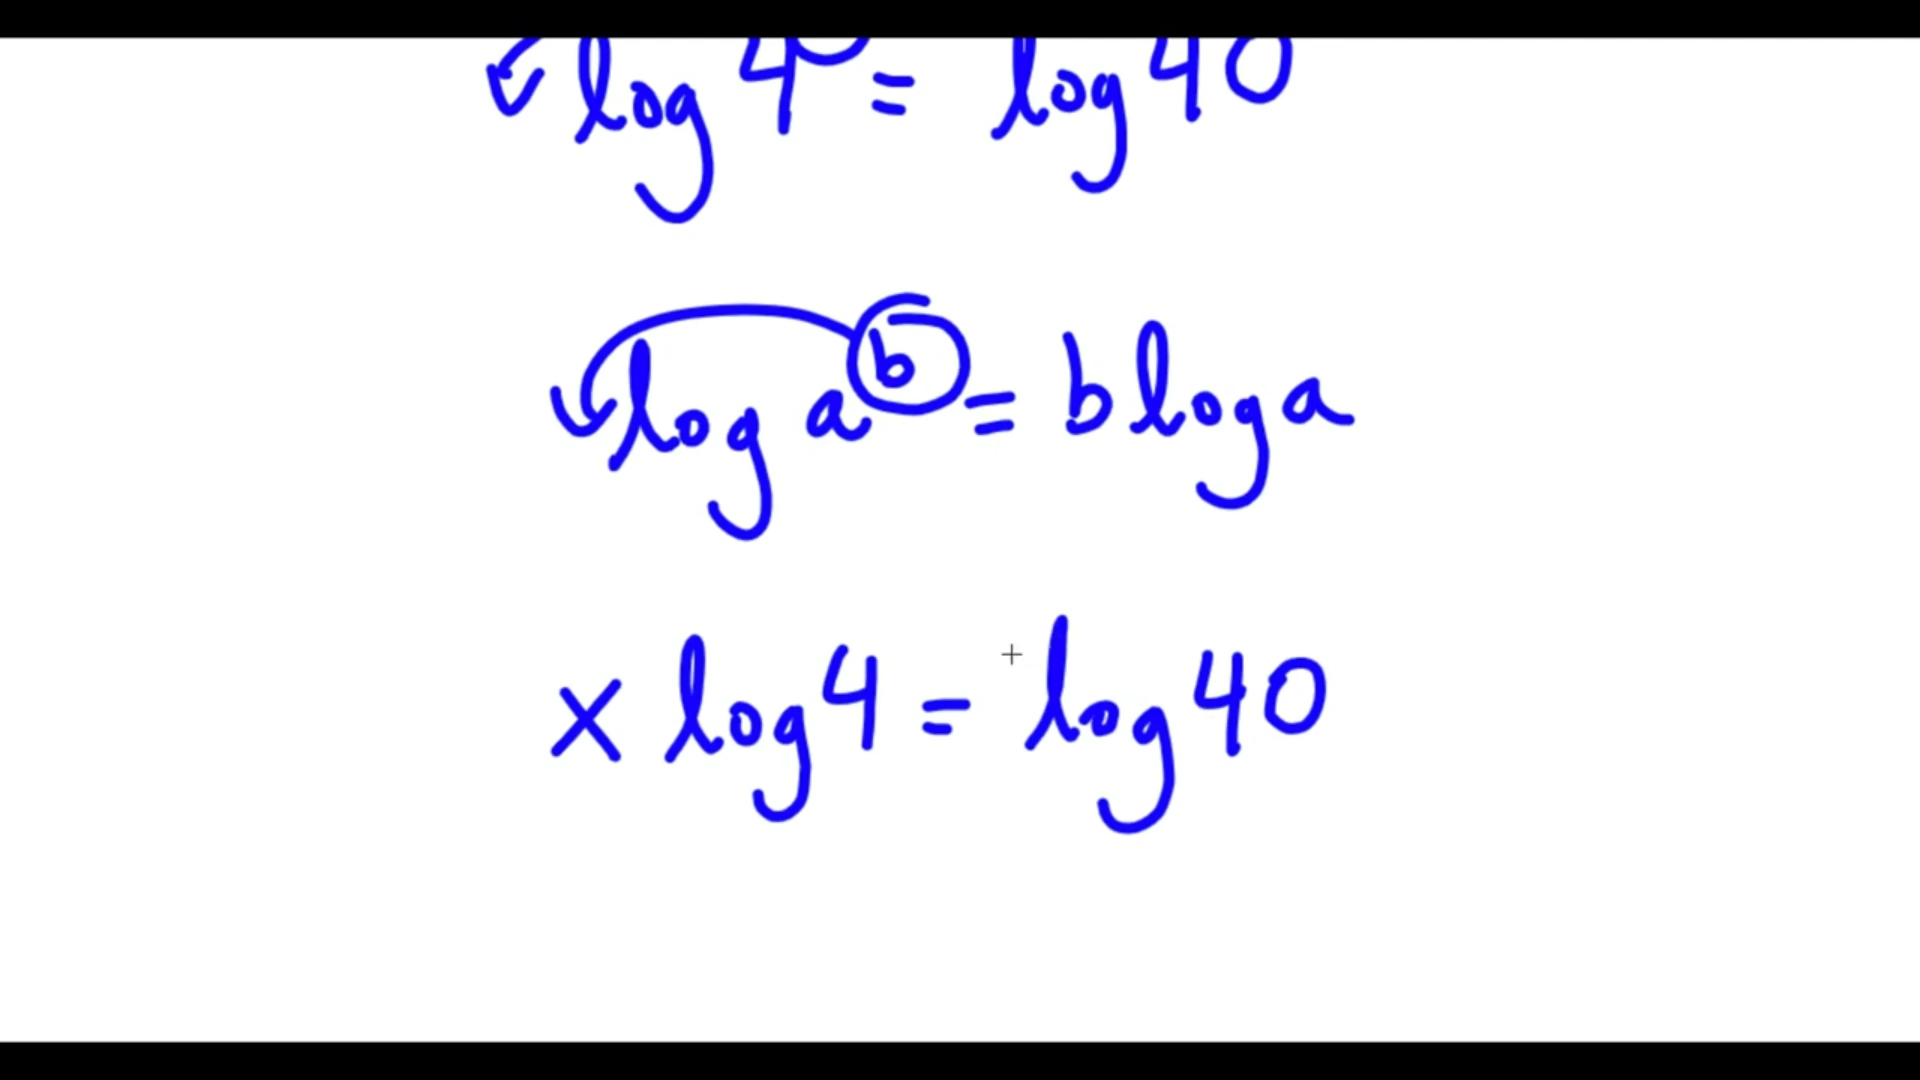 log 4 = log 40
log a^b = b log a
x log 4 = log 40